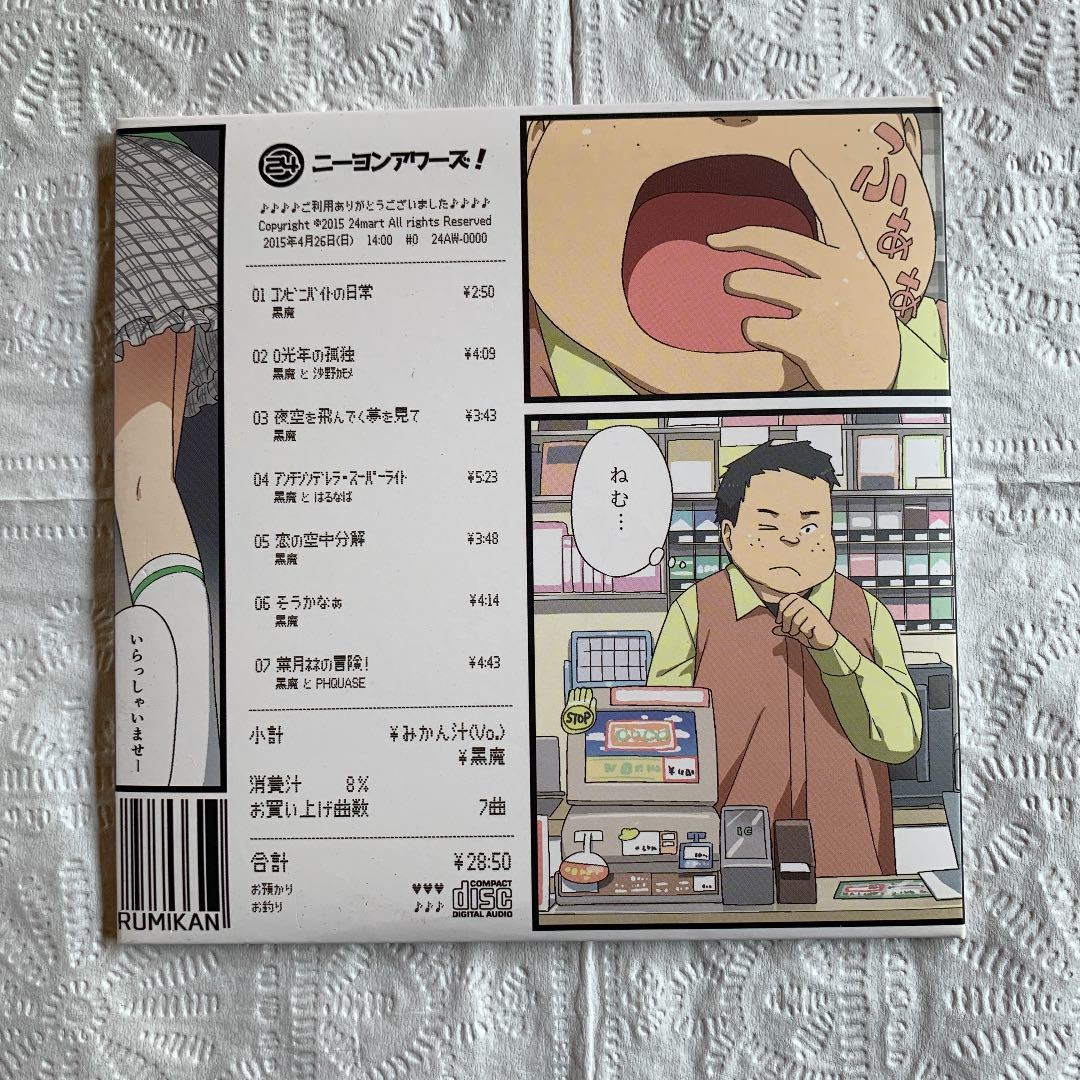 24 ニーヨンアワーズ!
♪♪♪♪ご利用ありがとうございました♪♪♪♪
Copyright ©2015 24mart All rights Reserved
2015年4月26日(日) 14:00 #0 24AW-0000
01 コンビニバイトの日常 ¥2:50
黒魔
02 0光年の孤独 ¥4:09
黒魔 と 沙野カモメ
03 夜空を飛んでく夢を見て ¥3:43
黒魔
04 アンチシンデレラ・スーパーライト ¥5:23
黒魔 と はるなば
05 恋の空中分解 ¥3:48
黒魔
06 そうかなぁ ¥4:14
黒魔
07 葉月ネネの冒険! ¥4:43
黒魔 と PHQUASE
小計 ¥みかん汁(Vo.)
¥黒魔
消費汁 8%
お買い上げ曲数 7曲
合計 ¥28:50
お預かり ♥♥♥
お釣り ♪♪♪
COMPACT
disc
DIGITAL AUDIO
いらっしゃいませー
RUMIKAN
ねむ…
STOP
IC